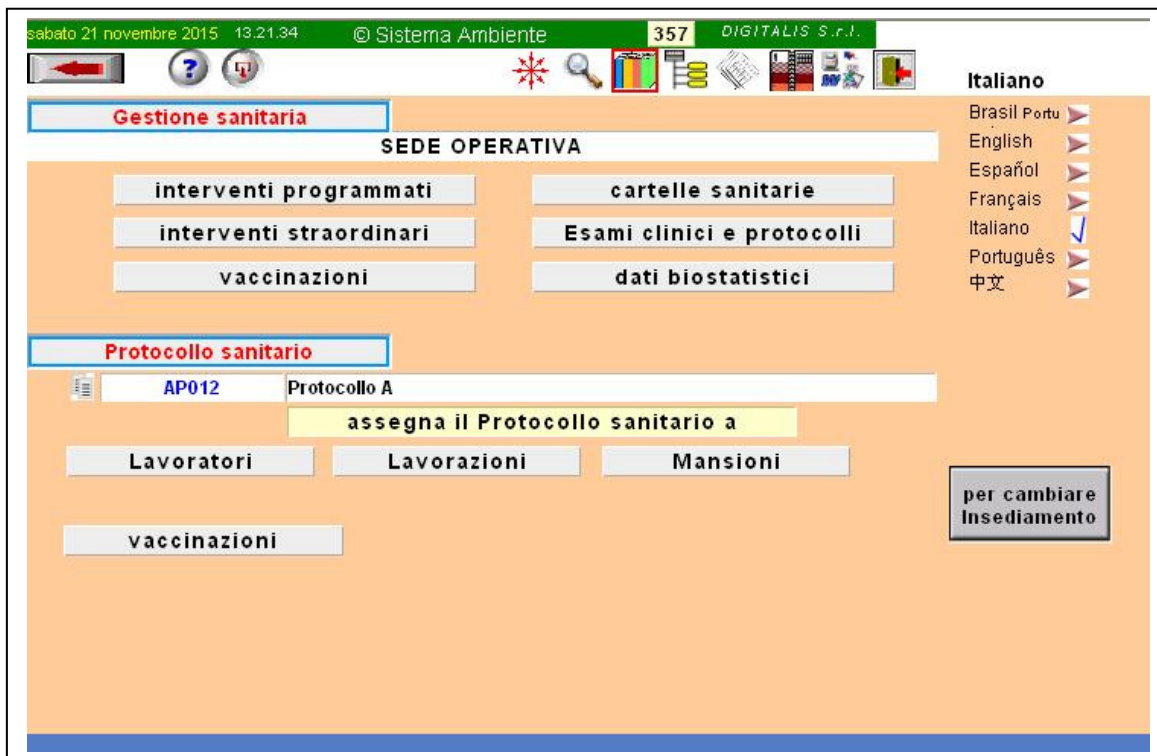 sabato 21 novembre 2015 13.21.34 © Sistema Ambiente 357 DIGITALIS S.r.l.
Italiano
Gestione sanitaria
SEDE OPERATIVA
interventi programmati cartelle sanitarie
interventi straordinari Esami clinici e protocolli
vaccinazioni dati biostatistici
Brasil Portu
English
Español
Français
Italiano
Português
中文
Protocollo sanitario
AP012 Protocollo A
assegna il Protocollo sanitario a
Lavoratori Lavorazioni Mansioni
vaccinazioni
per cambiare
Insediamento